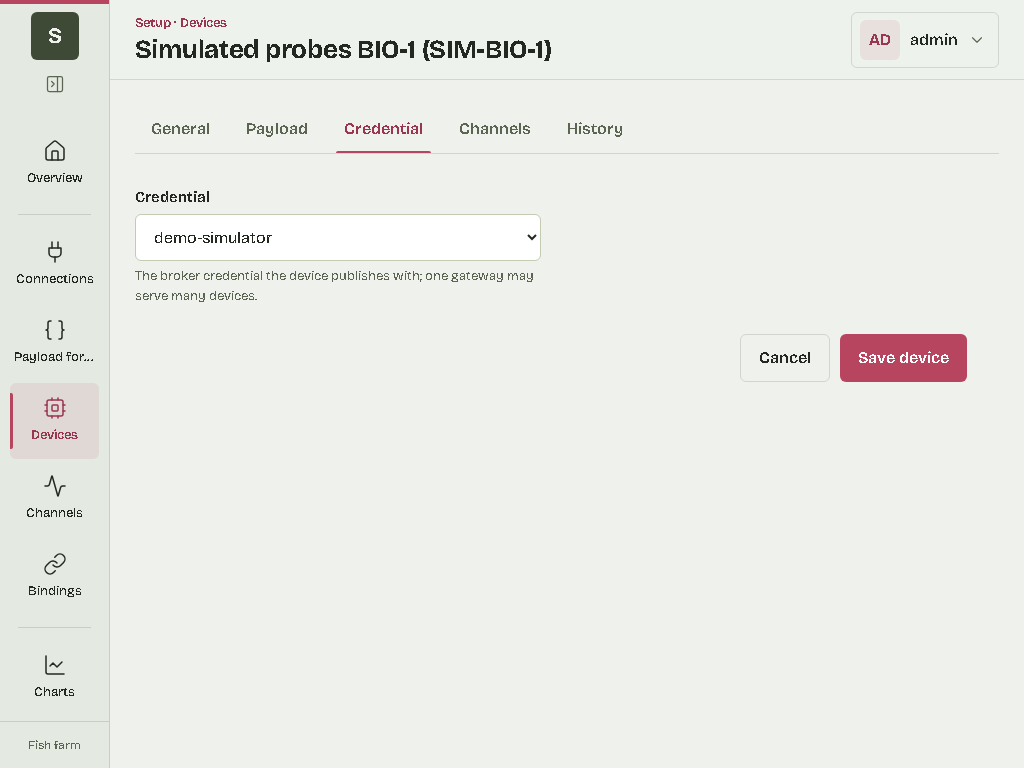 S
Overview
Connections
Payload for...
Devices
Channels
Bindings
Charts
Fish farm
Setup · Devices
Simulated probes BIO-1 (SIM-BIO-1)
AD admin
General Payload Credential Channels History
Credential
demo-simulator
The broker credential the device publishes with; one gateway may
serve many devices.
Cancel Save device